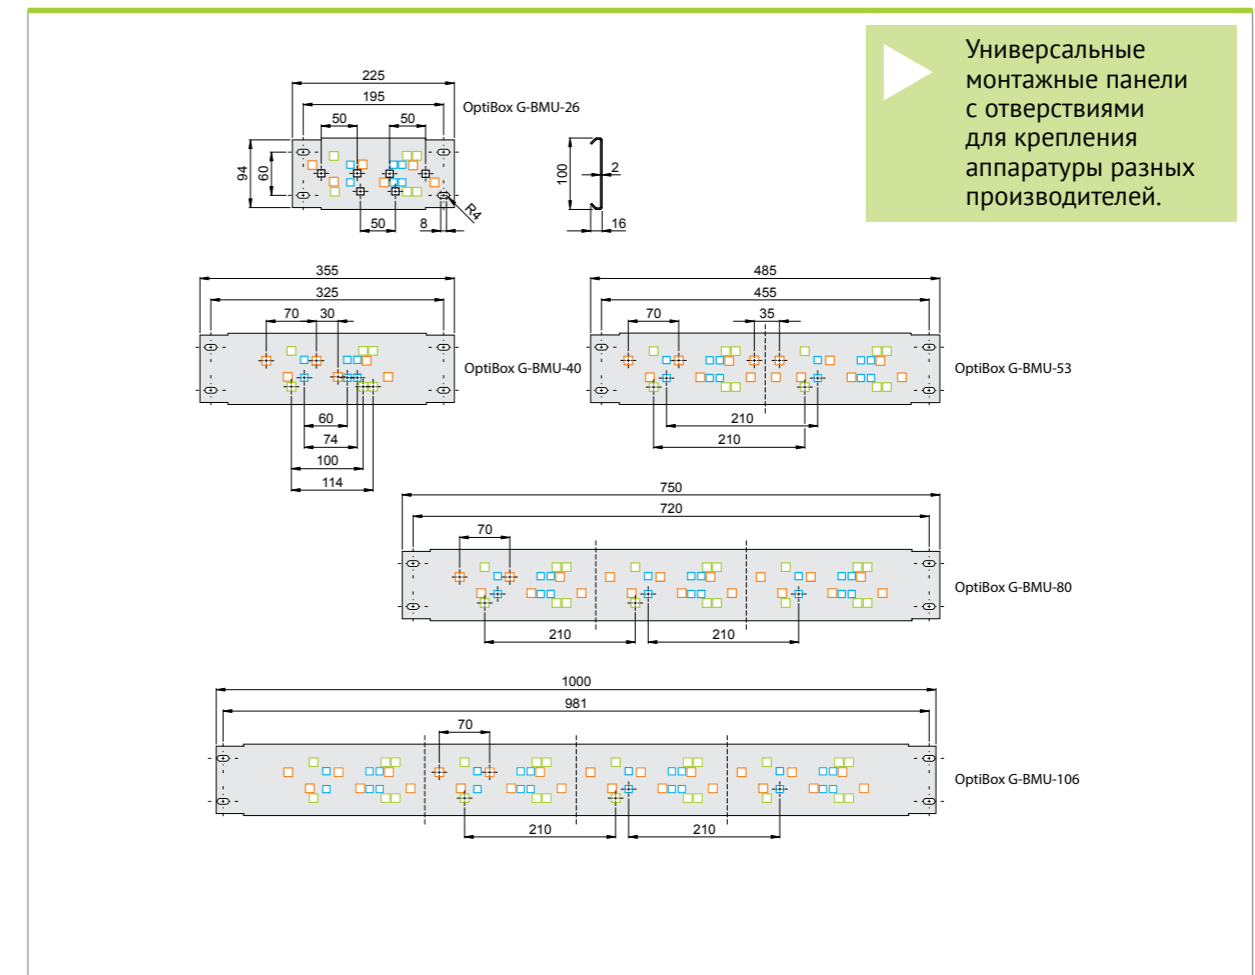 Универсальные
монтажные панели
с отверствиями
для крепления
аппаратуры разных
производителей.
225
195
OptiBox G-BMU-26
50
50
94
60
100
2
R4
50
8
16
355
325
70
30
OptiBox G-BMU-40
60
74
100
114
485
455
70
35
OptiBox G-BMU-53
210
210
750
720
70
OptiBox G-BMU-80
210
210
1000
981
70
OptiBox G-BMU-106
210
210